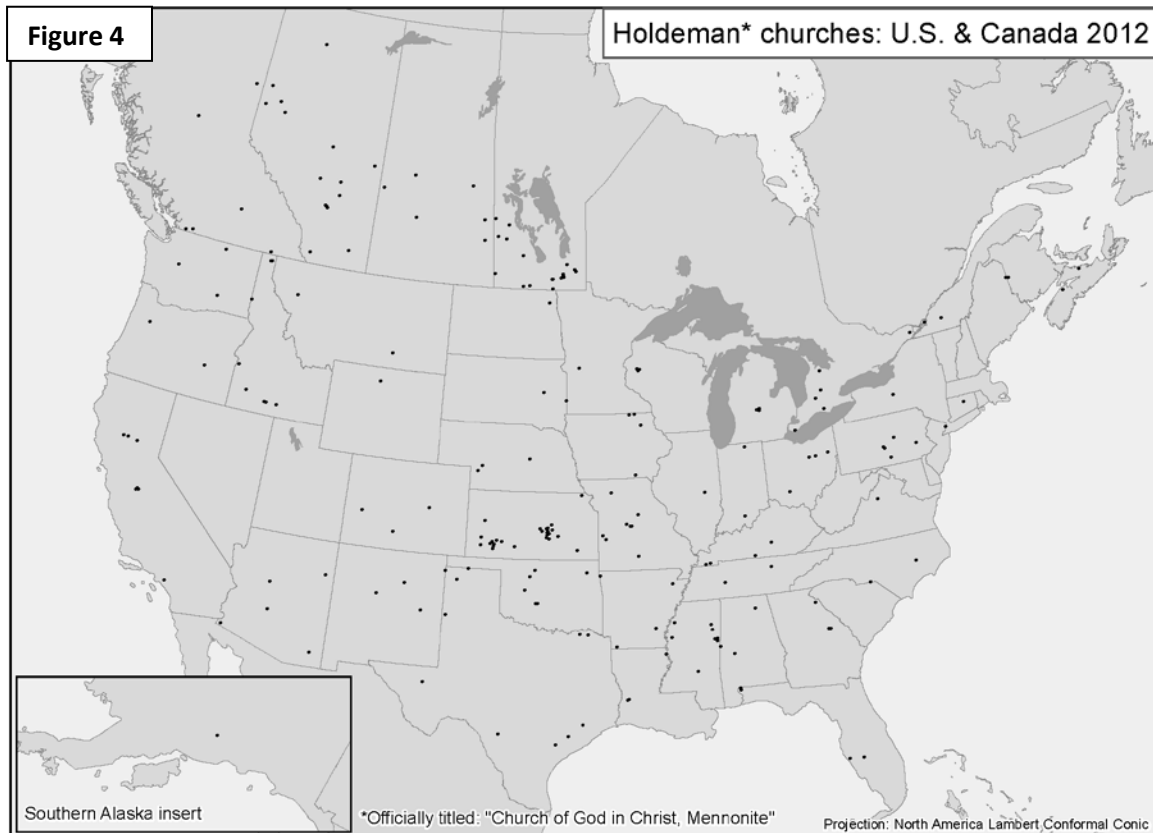 Figure 4
Holdeman* churches: U.S. & Canada 2012
Southern Alaska insert
*Officially titled: "Church of God in Christ, Mennonite"
Projection: North America Lambert Conformal Conic